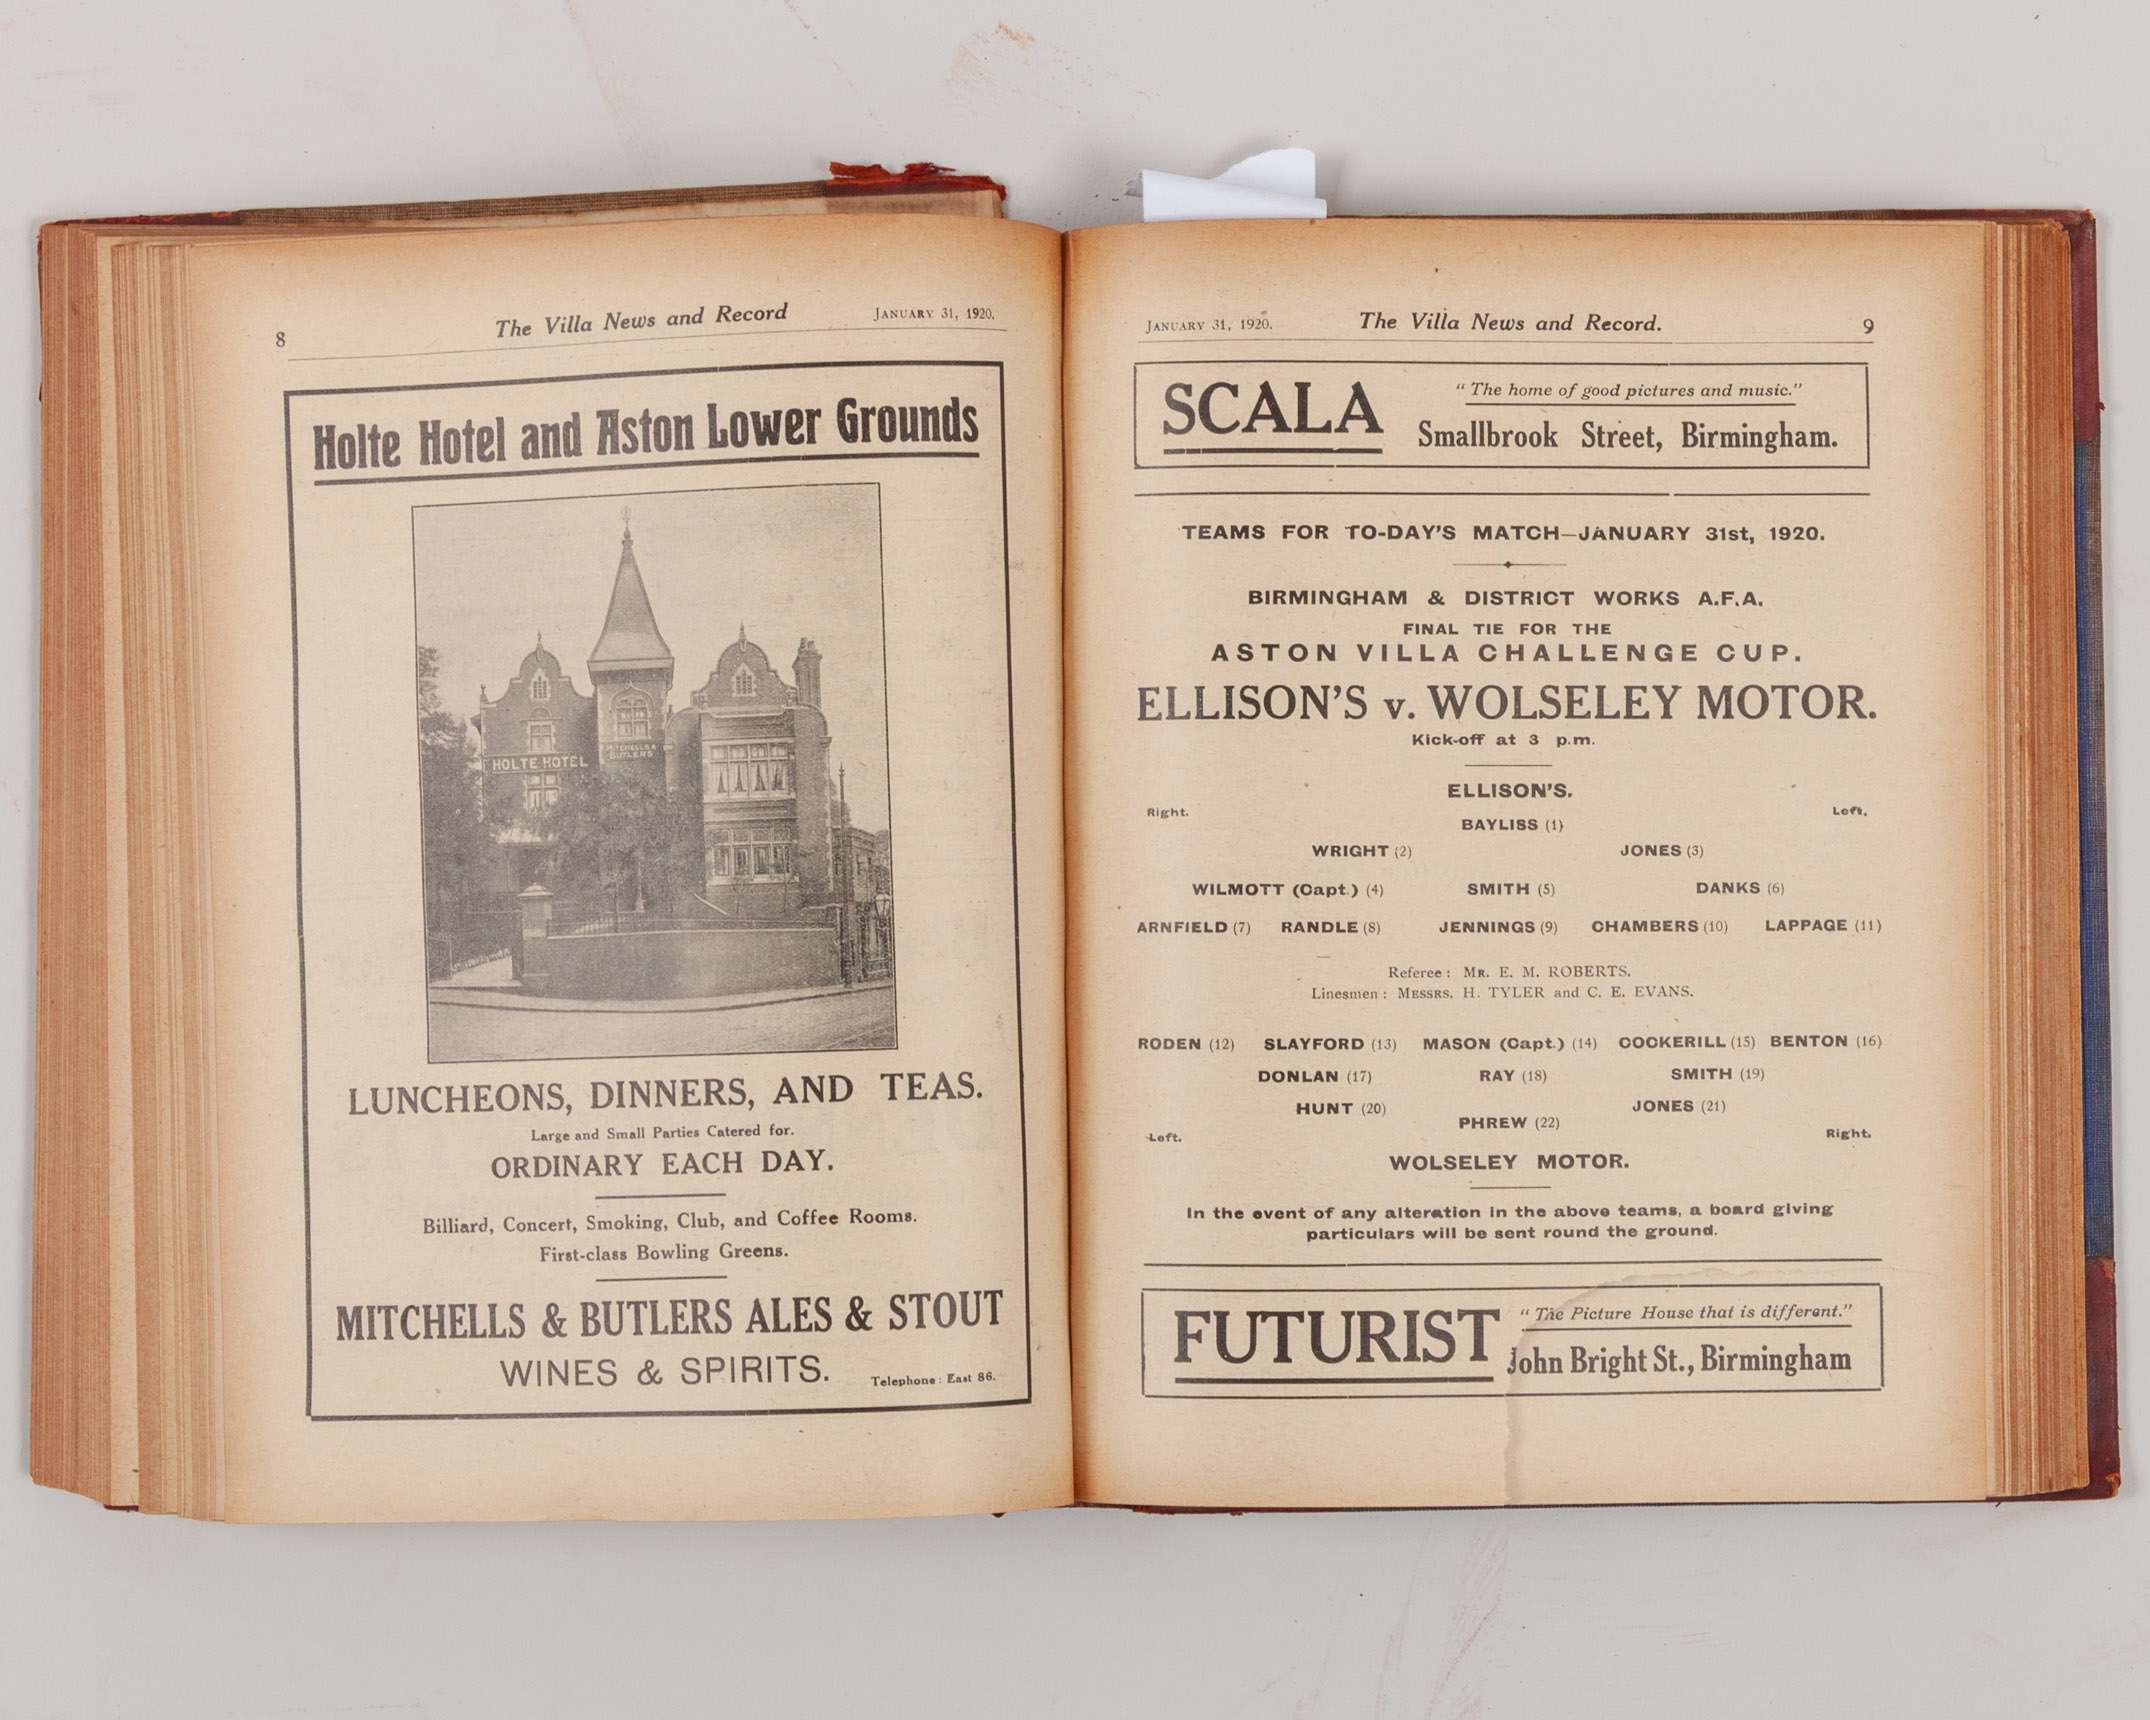 8
The Villa News and Record
JANUARY 31, 1920.
Holte Hotel and Aston Lower Grounds
HOLTE HOTEL
MITCHELLS &
BUTLERS
LUNCHEONS, DINNERS, AND TEAS.
Large and Small Parties Catered for.
ORDINARY EACH DAY.
Billiard, Concert, Smoking, Club, and Coffee Rooms.
First-class Bowling Greens.
MITCHELLS & BUTLERS ALES & STOUT
WINES & SPIRITS.
Telephone: East 86.
JANUARY 31, 1920.
The Villa News and Record.
9
SCALA
"The home of good pictures and music."
Smallbrook Street, Birmingham.
TEAMS FOR TO-DAY'S MATCH—JANUARY 31st, 1920.
BIRMINGHAM & DISTRICT WORKS A.F.A.
FINAL TIE FOR THE
ASTON VILLA CHALLENGE CUP.
ELLISON'S v. WOLSELEY MOTOR.
Kick-off at 3 p.m.
ELLISON'S.
Right. Left.
BAYLISS (1)
WRIGHT (2) JONES (3)
WILMOTT (Capt.) (4) SMITH (5) DANKS (6)
ARNFIELD (7) RANDLE (8) JENNINGS (9) CHAMBERS (10) LAPPAGE (11)
Referee: MR. E. M. ROBERTS.
Linesmen: MESSRS. H. TYLER and C. E. EVANS.
RODEN (12) SLAYFORD (13) MASON (Capt.) (14) COCKERILL (15) BENTON (16)
DONLAN (17) RAY (18) SMITH (19)
HUNT (20) JONES (21)
PHREW (22)
Left. Right.
WOLSELEY MOTOR.
In the event of any alteration in the above teams, a board giving
particulars will be sent round the ground.
FUTURIST
"The Picture House that is different."
John Bright St., Birmingham